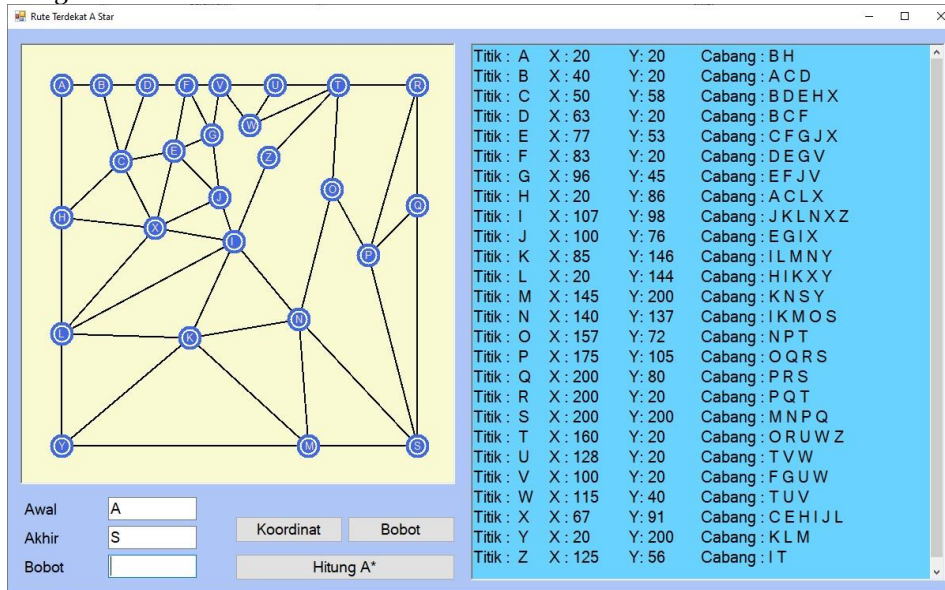 Rute Terdekat A Star
A B D F V U T R
W
G
E
Z
C
O
J
Q
H
X
I
P
N
L
K
Y M S
Awal A
Akhir S
Bobot
Koordinat Bobot
Hitung A*
Titik : A X : 20 Y: 20 Cabang : B H
Titik : B X : 40 Y: 20 Cabang : A C D
Titik : C X : 50 Y: 58 Cabang : B D E H X
Titik : D X : 63 Y: 20 Cabang : B C F
Titik : E X : 77 Y: 53 Cabang : C F G J X
Titik : F X : 83 Y: 20 Cabang : D E G V
Titik : G X : 96 Y: 45 Cabang : E F J V
Titik : H X : 20 Y: 86 Cabang : A C L X
Titik : I X : 107 Y: 98 Cabang : J K L N X Z
Titik : J X : 100 Y: 76 Cabang : E G I X
Titik : K X : 85 Y: 146 Cabang : I L M N Y
Titik : L X : 20 Y: 144 Cabang : H I K X Y
Titik : M X : 145 Y: 200 Cabang : K N S Y
Titik : N X : 140 Y: 137 Cabang : I K M O S
Titik : O X : 157 Y: 72 Cabang : N P T
Titik : P X : 175 Y: 105 Cabang : O Q R S
Titik : Q X : 200 Y: 80 Cabang : P R S
Titik : R X : 200 Y: 20 Cabang : P Q T
Titik : S X : 200 Y: 200 Cabang : M N P Q
Titik : T X : 160 Y: 20 Cabang : O R U W Z
Titik : U X : 128 Y: 20 Cabang : T V W
Titik : V X : 100 Y: 20 Cabang : F G U W
Titik : W X : 115 Y: 40 Cabang : T U V
Titik : X X : 67 Y: 91 Cabang : C E H I J L
Titik : Y X : 20 Y: 200 Cabang : K L M
Titik : Z X : 125 Y: 56 Cabang : I T